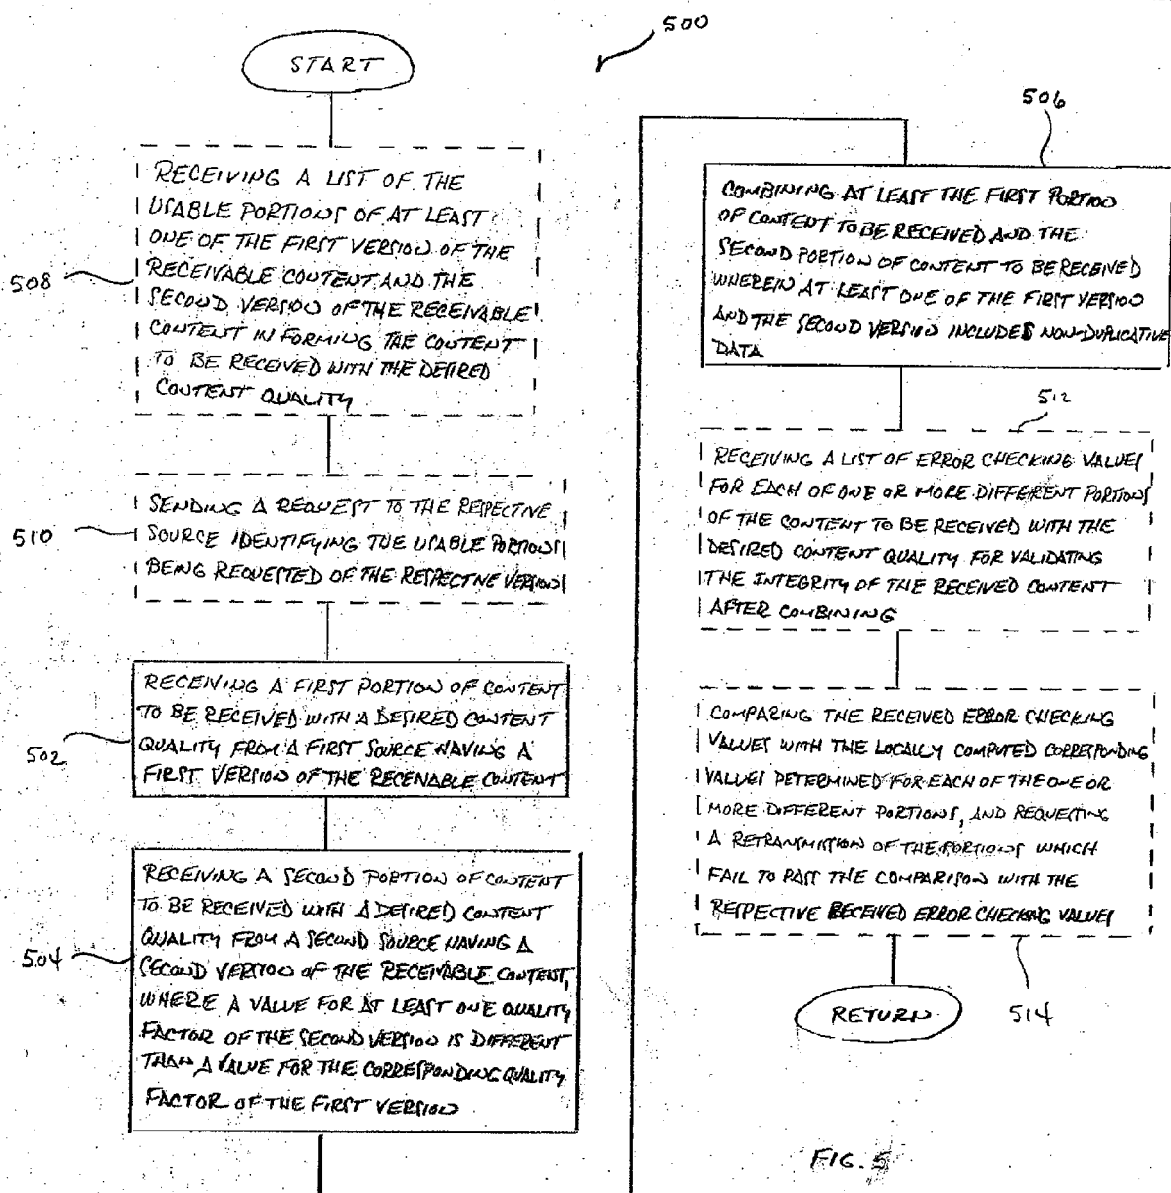 500
START
508
RECEIVING A LIST OF THE
USABLE PORTIONS OF AT LEAST
ONE OF THE FIRST VERSION OF THE
RECEIVABLE CONTENT AND THE
SECOND VERSION OF THE RECEIVABLE
CONTENT IN FORMING THE CONTENT
TO BE RECEIVED WITH THE DESIRED
CONTENT QUALITY
510
SENDING A REQUEST TO THE RESPECTIVE
SOURCE IDENTIFYING THE USABLE PORTIONS
BEING REQUESTED OF THE RESPECTIVE VERSION
502
RECEIVING A FIRST PORTION OF CONTENT
TO BE RECEIVED WITH A DESIRED CONTENT
QUALITY FROM A FIRST SOURCE HAVING A
FIRST VERSION OF THE RECEIVABLE CONTENT
504
RECEIVING A SECOND PORTION OF CONTENT
TO BE RECEIVED WITH A DESIRED CONTENT
QUALITY FROM A SECOND SOURCE HAVING A
SECOND VERSION OF THE RECEIVABLE CONTENT,
WHERE A VALUE FOR AT LEAST ONE QUALITY
FACTOR OF THE SECOND VERSION IS DIFFERENT
THAN A VALUE FOR THE CORRESPONDING QUALITY
FACTOR OF THE FIRST VERSION
506
COMBINING AT LEAST THE FIRST PORTION
OF CONTENT TO BE RECEIVED AND THE
SECOND PORTION OF CONTENT TO BE RECEIVED
WHEREIN AT LEAST ONE OF THE FIRST VERSION
AND THE SECOND VERSION INCLUDES NON-DUPLICATIVE
DATA
512
RECEIVING A LIST OF ERROR CHECKING VALUES
FOR EACH OF ONE OR MORE DIFFERENT PORTIONS
OF THE CONTENT TO BE RECEIVED WITH THE
DESIRED CONTENT QUALITY FOR VALIDATING
THE INTEGRITY OF THE RECEIVED CONTENT
AFTER COMBINING
COMPARING THE RECEIVED ERROR CHECKING
VALUES WITH THE LOCALLY COMPUTED CORRESPONDING
VALUES DETERMINED FOR EACH OF THE ONE OR
MORE DIFFERENT PORTIONS, AND REQUESTING
A RETRANSMISSION OF THE PORTIONS WHICH
FAIL TO PASS THE COMPARISON WITH THE
RESPECTIVE RECEIVED ERROR CHECKING VALUES
514
RETURN
FIG. 5